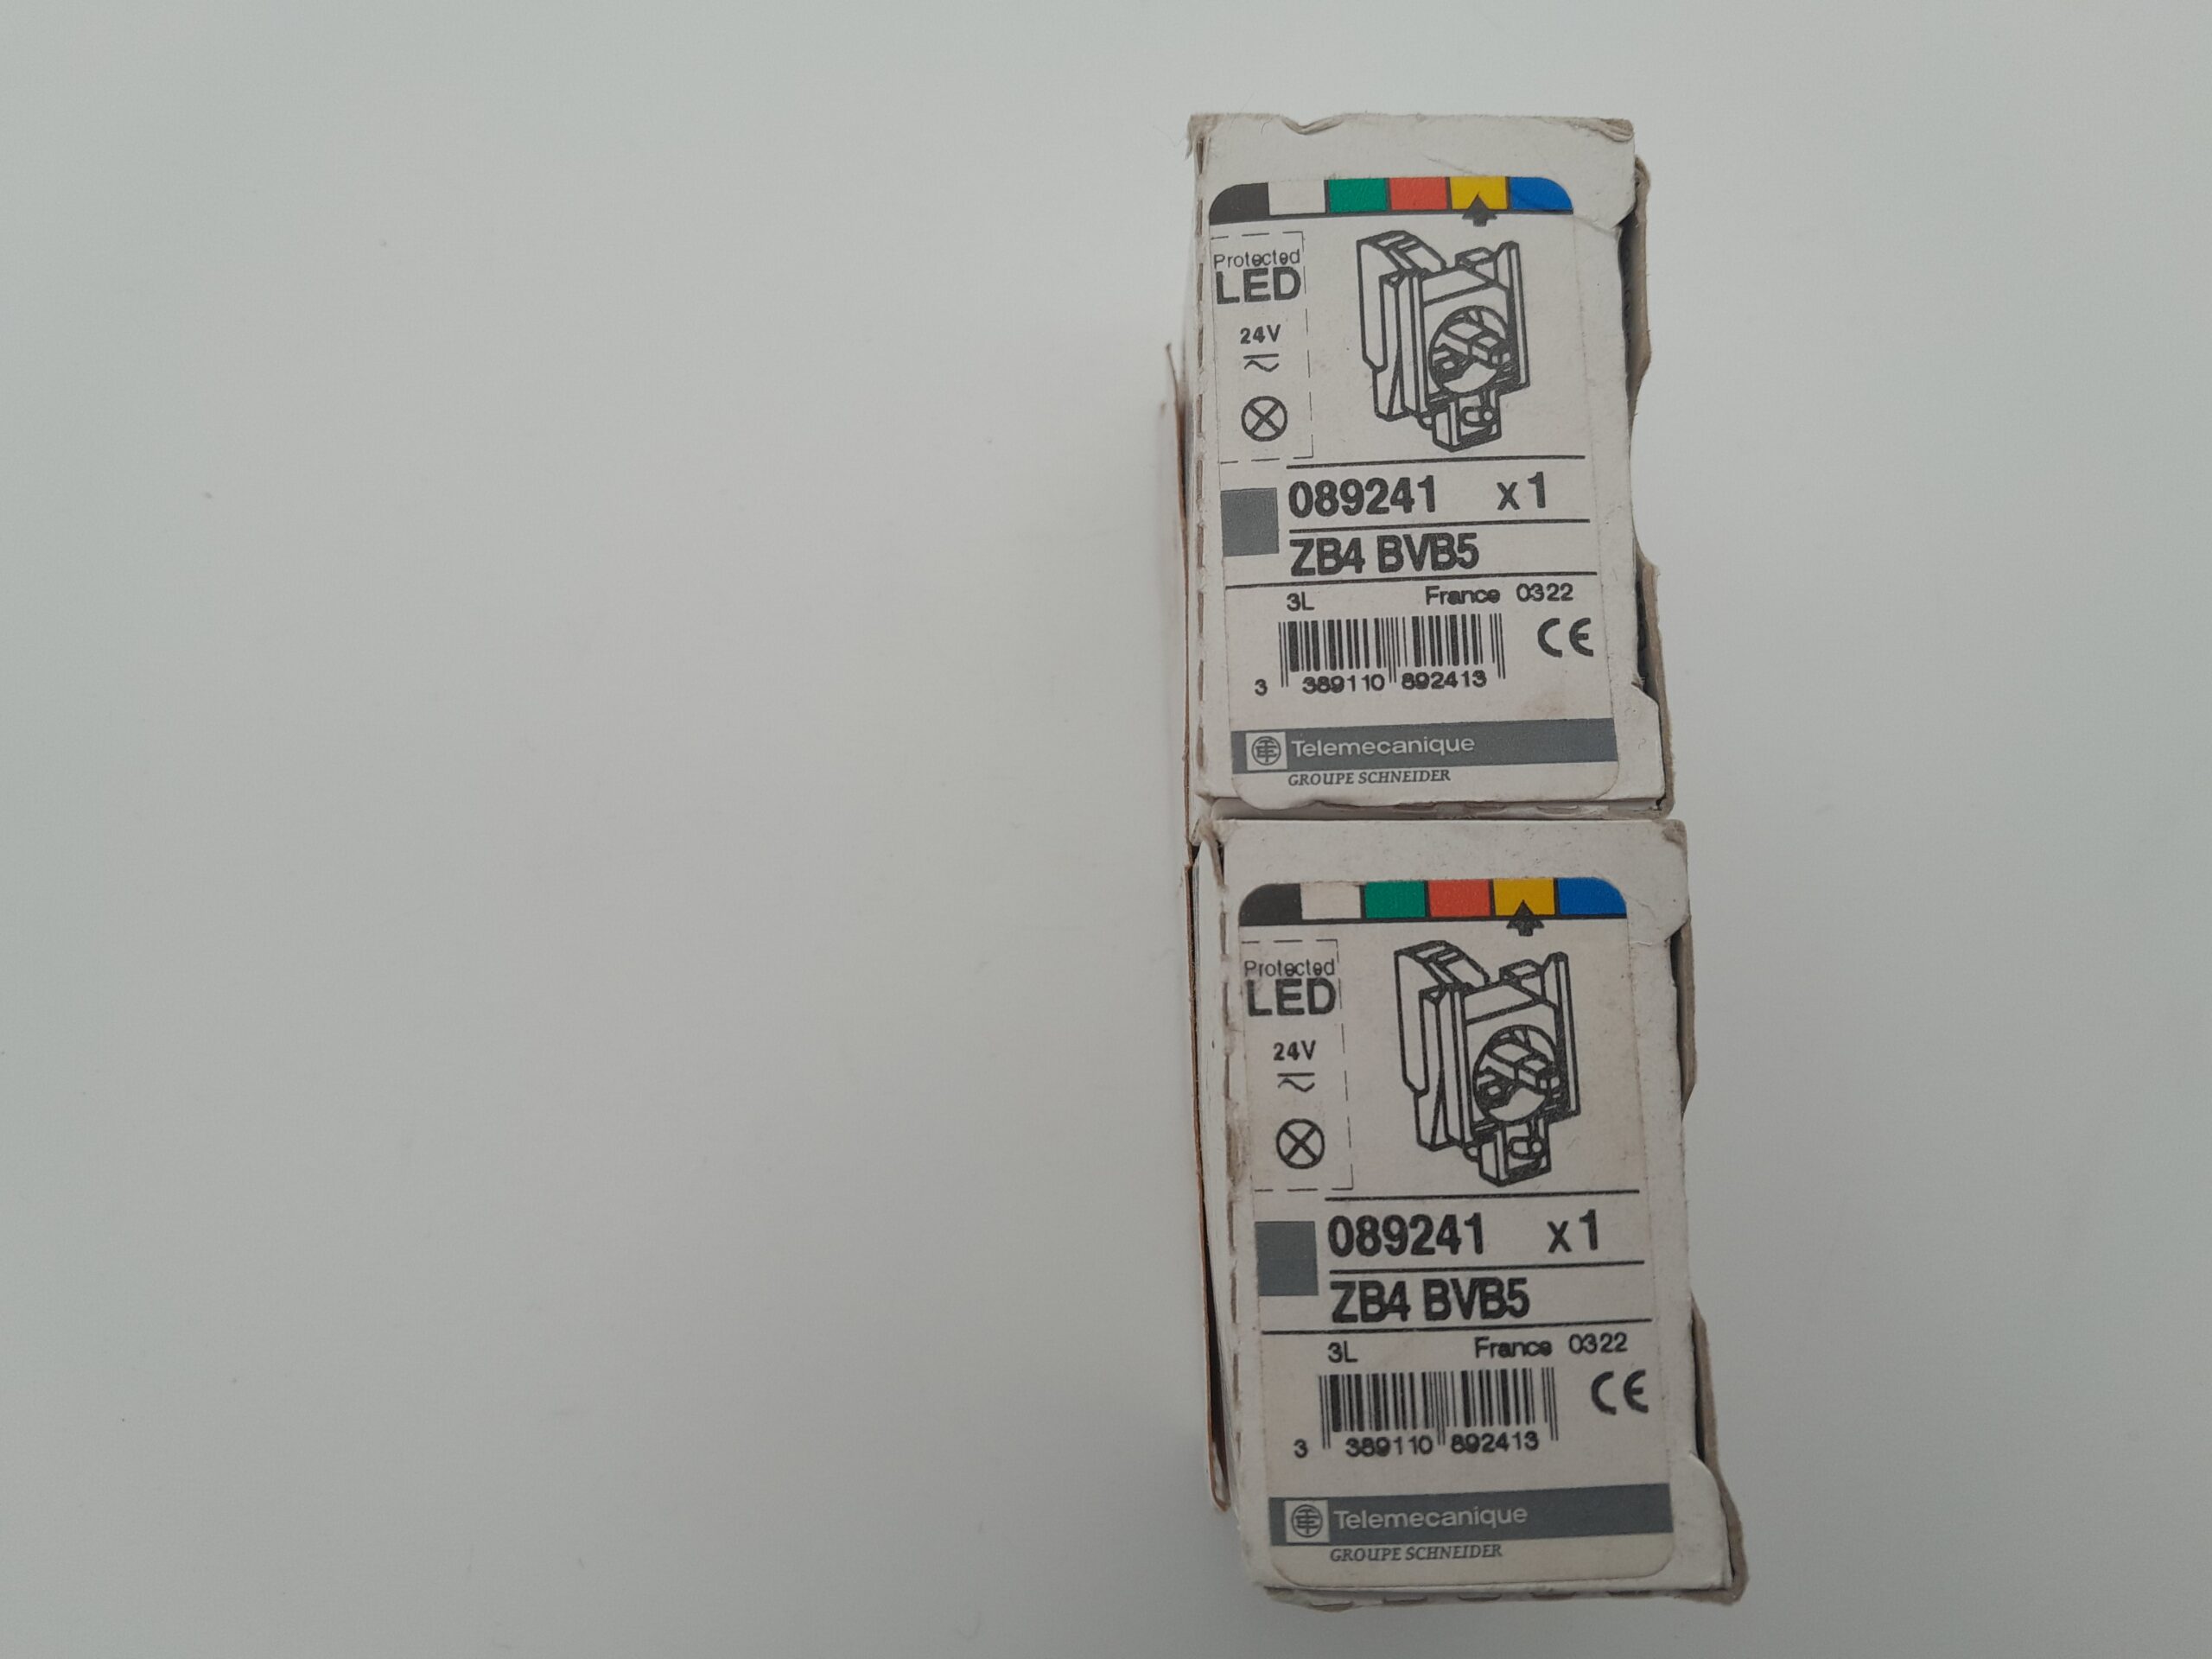 Protected
LED
24V
089241 x1
ZB4 BVB5
3L France 0322
CE
3 389110 892413
Telemecanique
GROUPE SCHNEIDER
Protected
LED
24V
089241 x1
ZB4 BVB5
3L France 0322
CE
3 389110 892413
Telemecanique
GROUPE SCHNEIDER